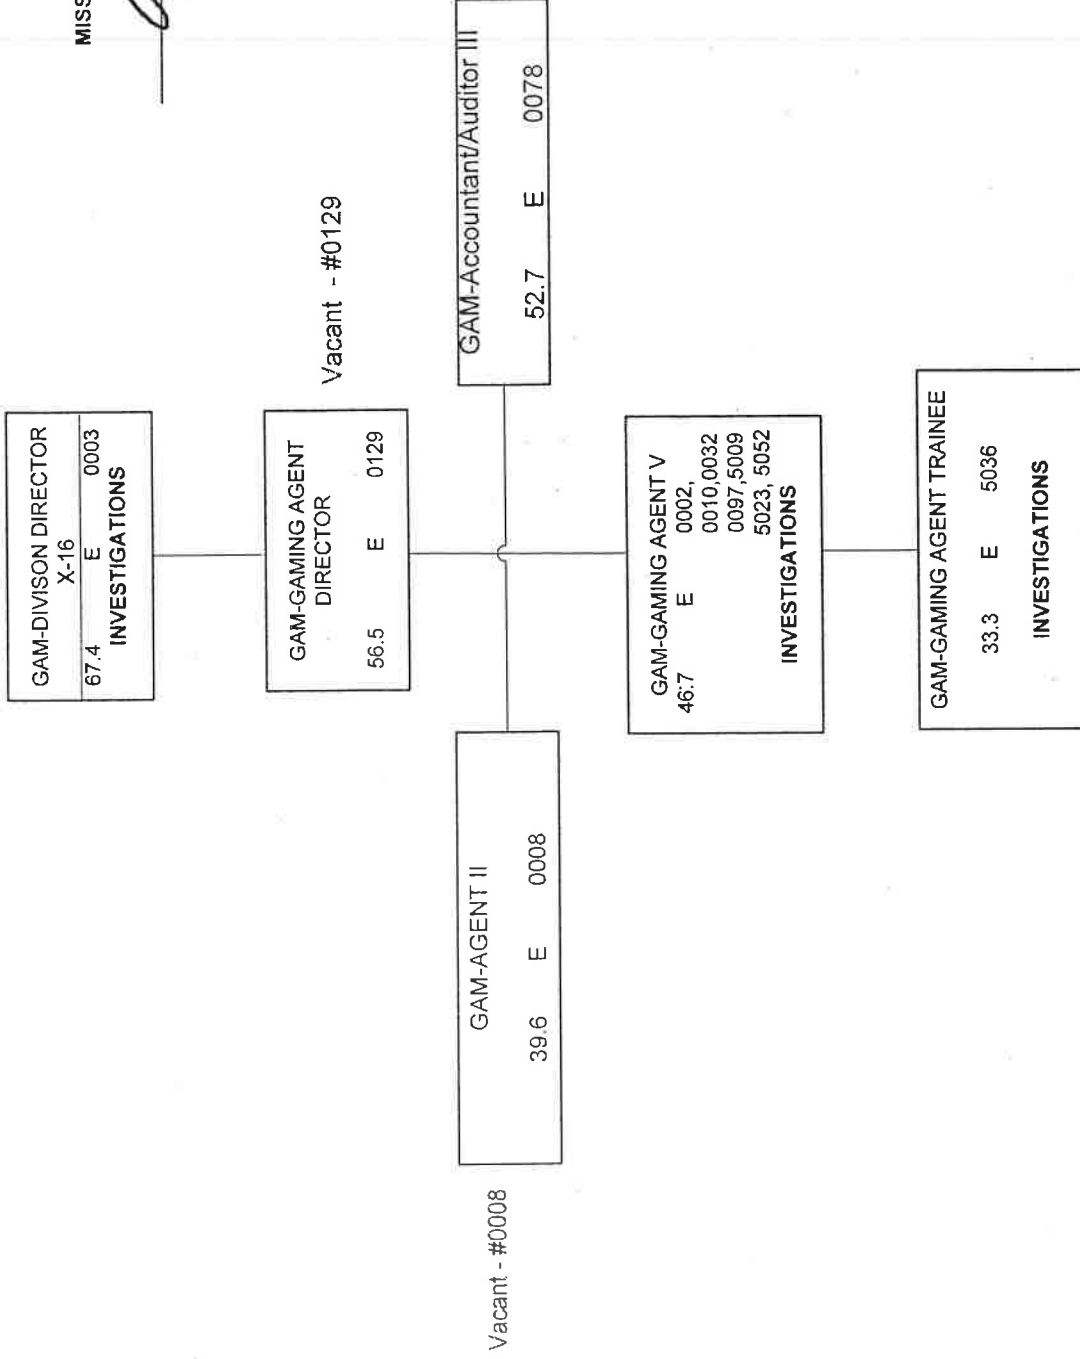 MISS
GAM-DIVISON DIRECTOR
X-16
67.4 E 0003
INVESTIGATIONS
GAM-GAMING AGENT
DIRECTOR
56.5 E 0129
Vacant - #0129
Vacant - #0008
GAM-AGENT II
39.6 E 0008
GAM-Accountant/Auditor III
52.7 E 0078
GAM-GAMING AGENT V
46.7 E 0002,
0010,0032
0097,5009
5023, 5052
INVESTIGATIONS
GAM-GAMING AGENT TRAINEE
33.3 E 5036
INVESTIGATIONS